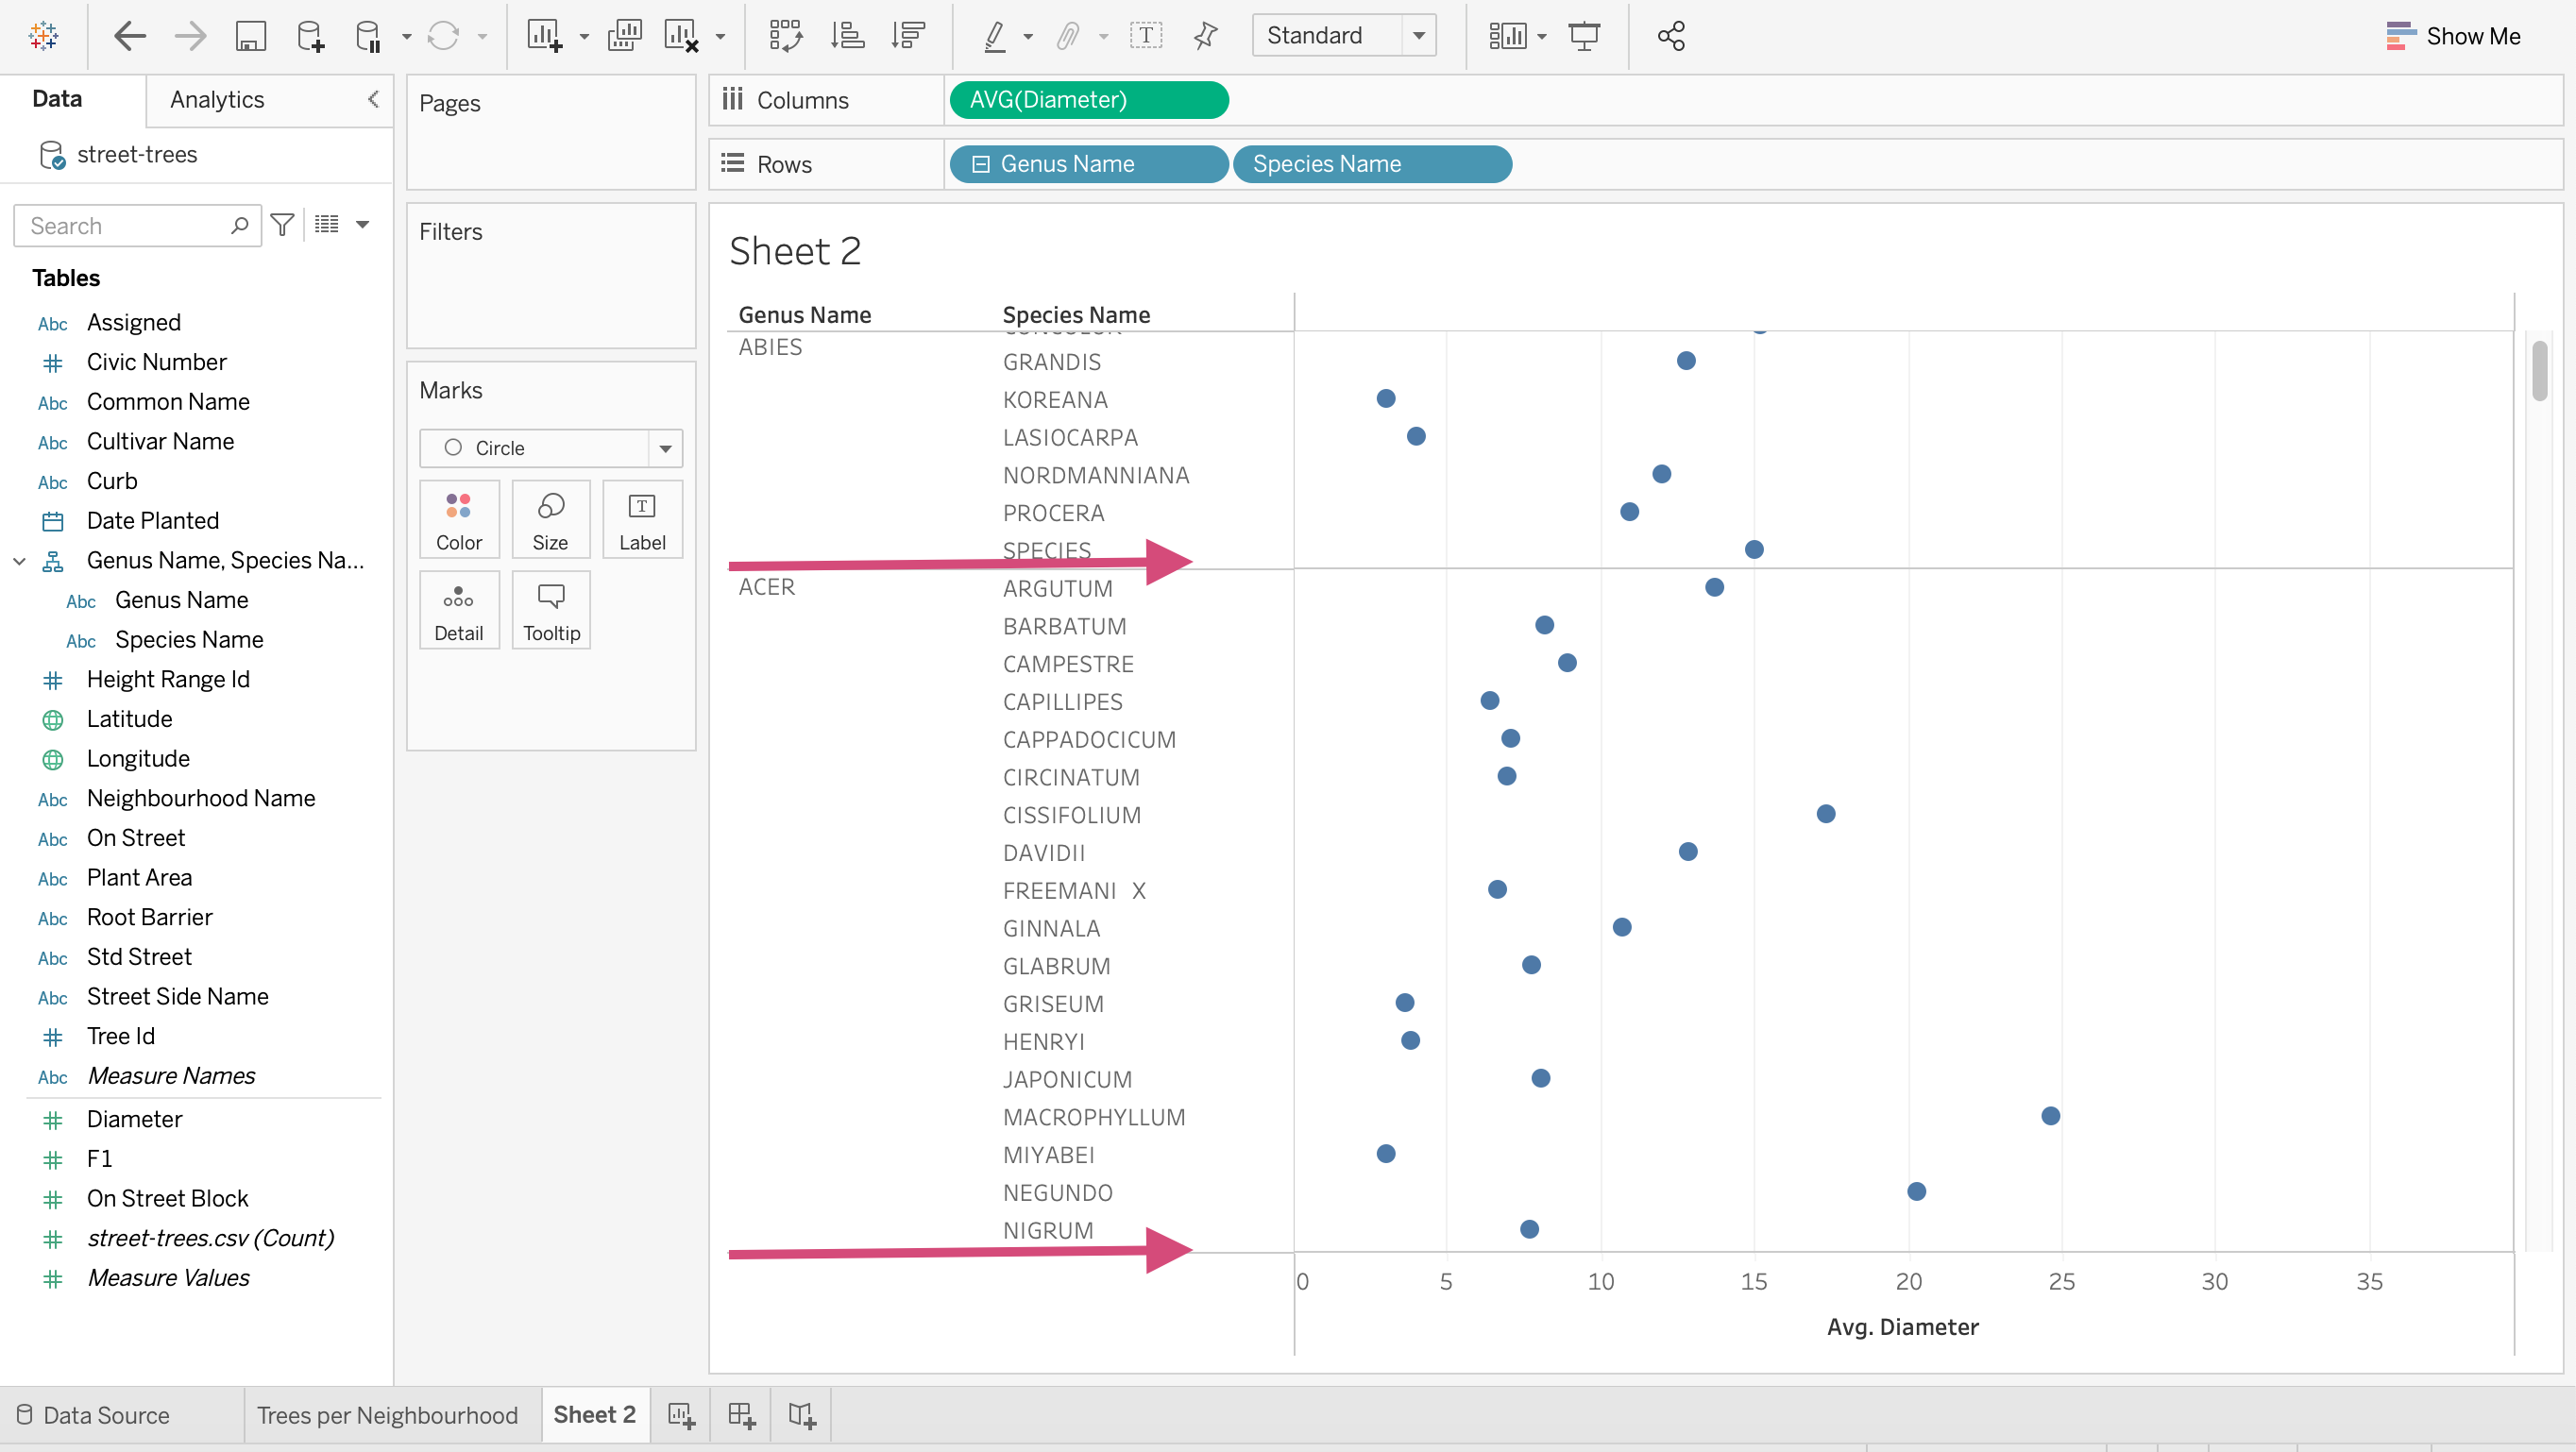 Standard
Show Me
Data
Analytics
street-trees
Search
Tables
Abc Assigned
Civic Number
Abc Common Name
Abc Cultivar Name
Abc Curb
Date Planted
Genus Name, Species Na...
Abc Genus Name
Abc Species Name
Height Range Id
Latitude
Longitude
Abc Neighbourhood Name
Abc On Street
Abc Plant Area
Abc Root Barrier
Abc Std Street
Abc Street Side Name
Tree Id
Abc Measure Names
Diameter
F1
On Street Block
street-trees.csv (Count)
Measure Values
Pages
Filters
Marks
Circle
Color
Size
T
Label
Detail
Tooltip
Columns
AVG(Diameter)
Rows
Genus Name
Species Name
Sheet 2
Genus Name
Species Name
ABIES
GRANDIS
KOREANA
LASIOCARPA
NORDMANNIANA
PROCERA
SPECIES
ACER
ARGUTUM
BARBATUM
CAMPESTRE
CAPILLIPES
CAPPADOCICUM
CIRCINATUM
CISSIFOLIUM
DAVIDII
FREEMANI X
GINNALA
GLABRUM
GRISEUM
HENRYI
JAPONICUM
MACROPHYLLUM
MIYABEI
NEGUNDO
NIGRUM
0 5 10 15 20 25 30 35
Avg. Diameter
Data Source
Trees per Neighbourhood
Sheet 2